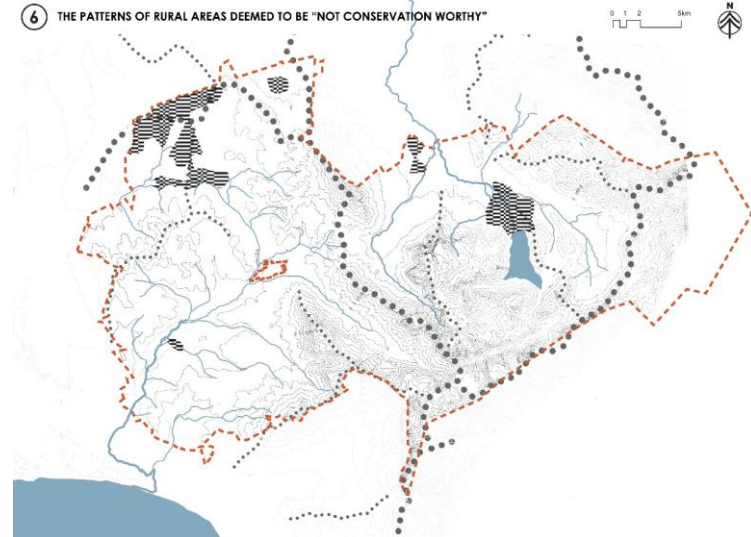 6 THE PATTERNS OF RURAL AREAS DEEMED TO BE "NOT CONSERVATION WORTHY"
0 1 2 5km
N